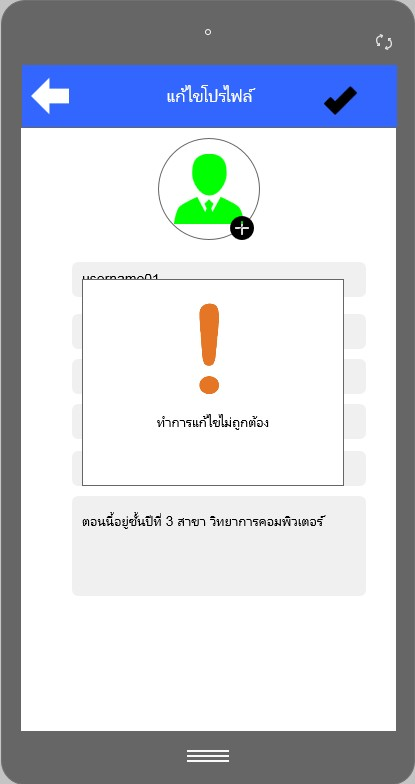 แก้ไขโปรไฟล์
username01
ทำการแก้ไขไม่ถูกต้อง
ตอนนี้อยู่ชั้นปีที่ 3 สาขา วิทยาการคอมพิวเตอร์